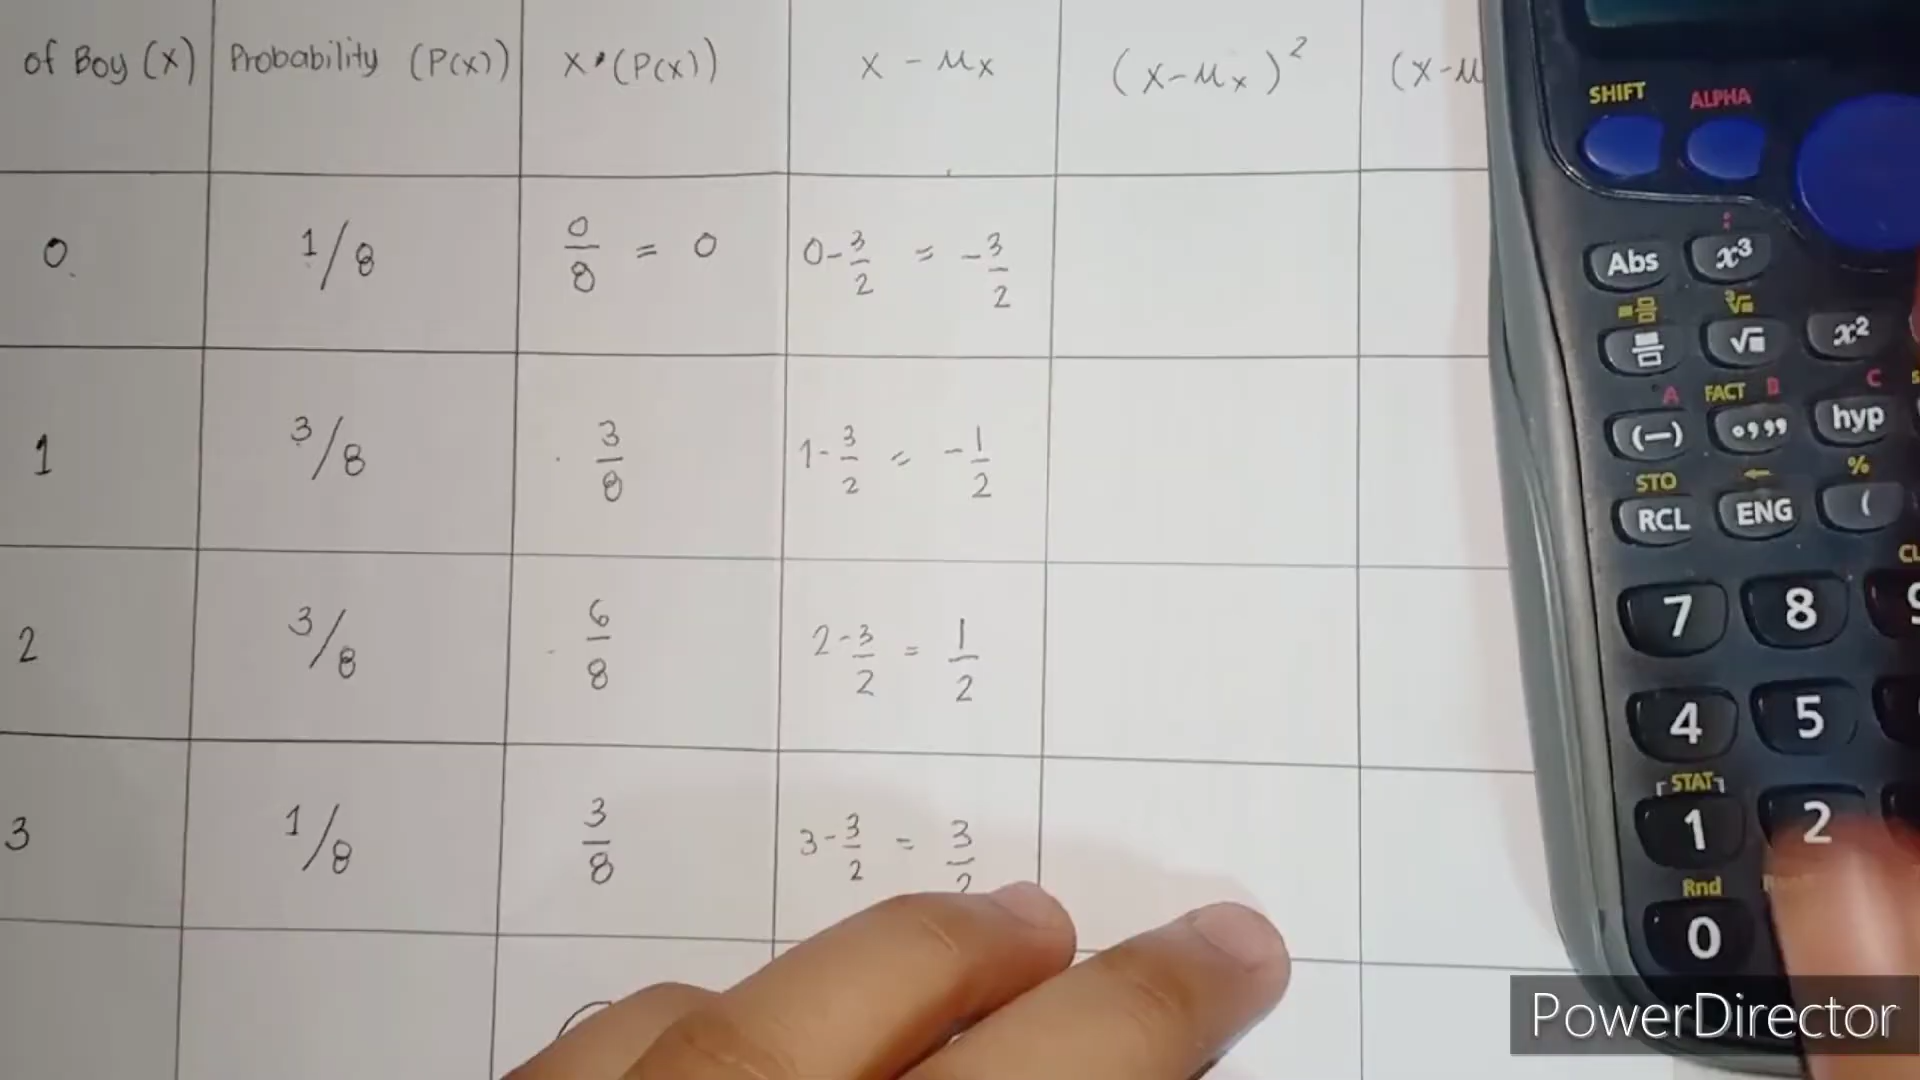 of Boy (X) Probability (P(X)) X•(P(X)) X - μx (X-μx)² (X-μ
0 1/8 0/8 = 0 0-3/2 = -3/2
1 3/8 3/8 1-3/2 = -1/2
2 3/8 6/8 2-3/2 = 1/2
3 1/8 3/8 3-3/2 = 3/2
SHIFT ALPHA
Abs x³
√■ x²
A FACT B C
(−) °,,, hyp
STO ← %
RCL ENG (
CL
7 8 9
4 5
STAT
1 2
Rnd
0
PowerDirector